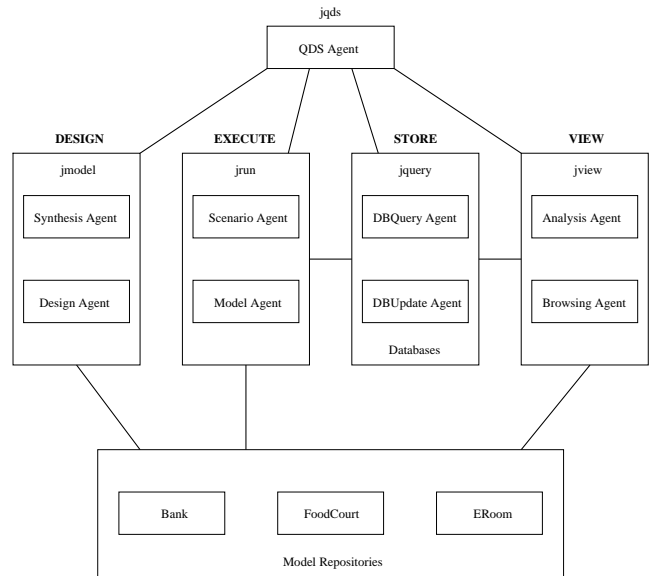 jqds
QDS Agent
DESIGN EXECUTE STORE VIEW
jmodel jrun jquery jview
Synthesis Agent Scenario Agent DBQuery Agent Analysis Agent
Design Agent Model Agent DBUpdate Agent Browsing Agent
Databases
Bank FoodCourt ERoom
Model Repositories